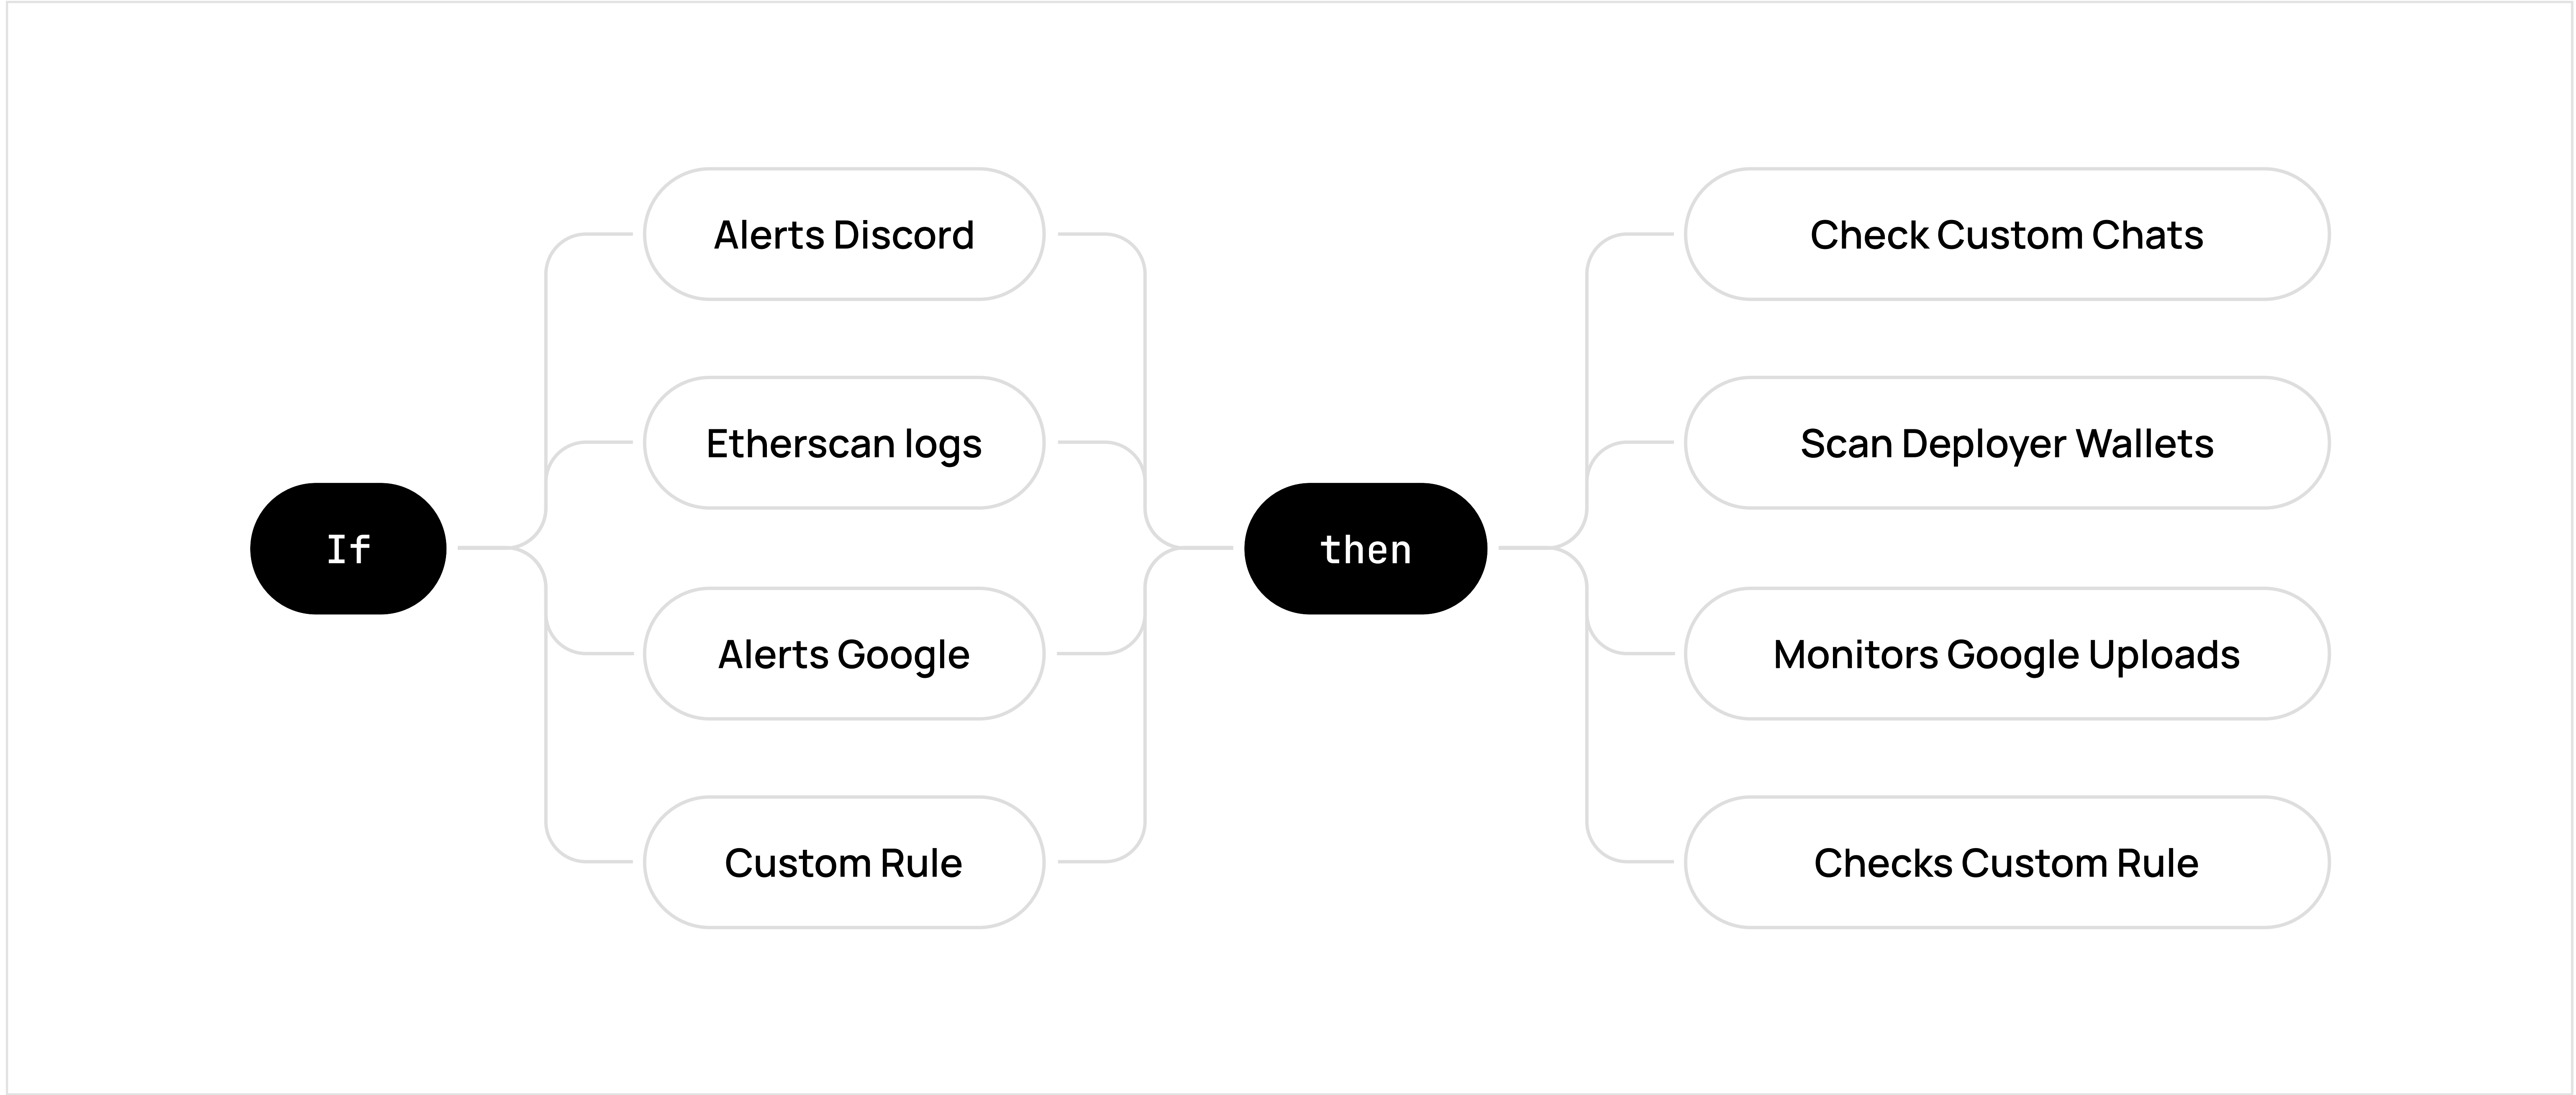 If
Alerts Discord
Etherscan logs
Alerts Google
Custom Rule
then
Check Custom Chats
Scan Deployer Wallets
Monitors Google Uploads
Checks Custom Rule